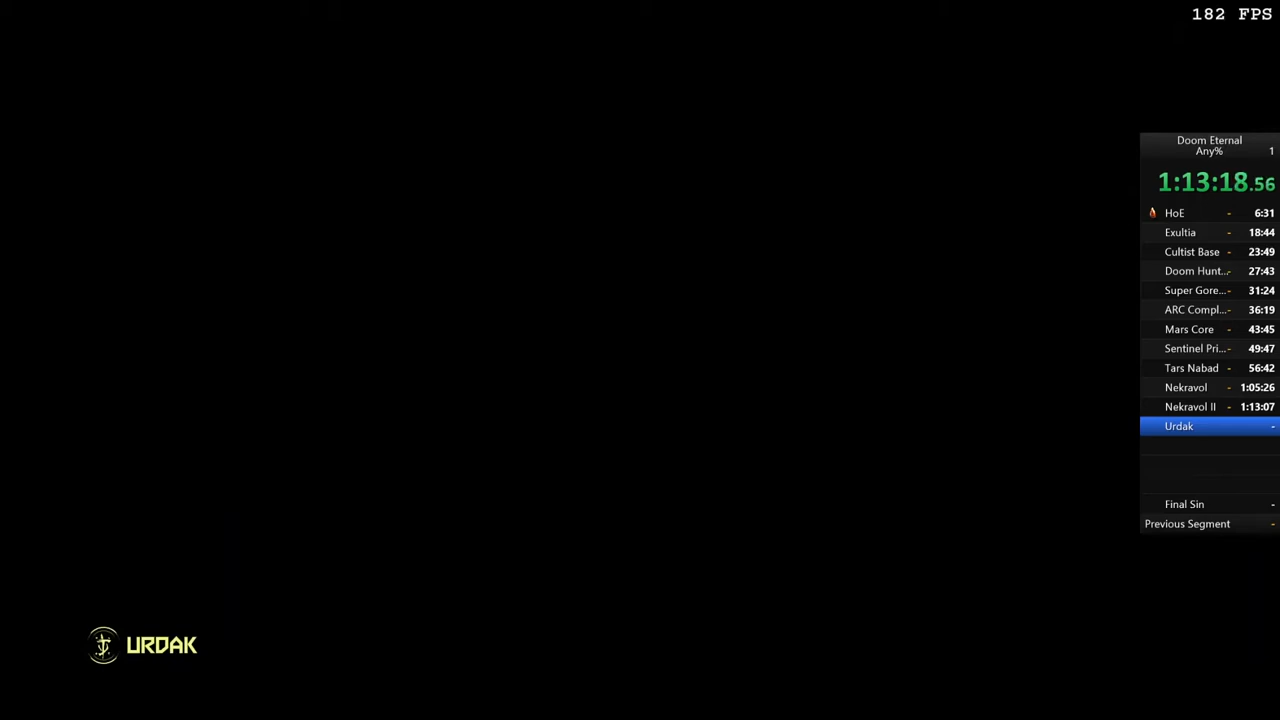 182 FPS
Doom Eternal
Any% 1
1:13:18.56
HoE - 6:31
Exultia - 18:44
Cultist Base - 23:49
Doom Hunt... - 27:43
Super Gore... - 31:24
ARC Compl... - 36:19
Mars Core - 43:45
Sentinel Pri... - 49:47
Tars Nabad - 56:42
Nekravol - 1:05:26
Nekravol II - 1:13:07
Urdak -
Final Sin -
Previous Segment -
URDAK